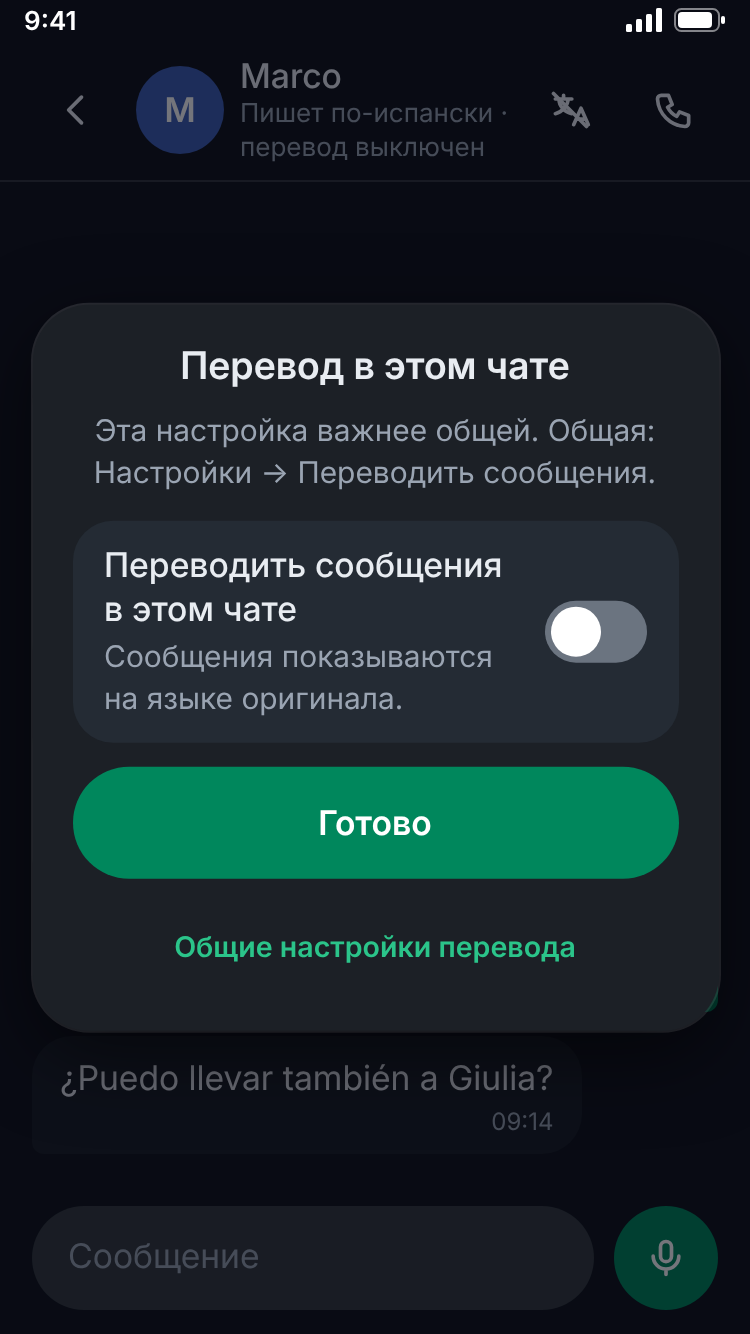 9:41
M
Marco
Пишет по-испански ·
перевод выключен
Перевод в этом чате
Эта настройка важнее общей. Общая:
Настройки → Переводить сообщения.
Переводить сообщения
в этом чате
Сообщения показываются
на языке оригинала.
Готово
Общие настройки перевода
¿Puedo llevar también a Giulia?
09:14
Сообщение